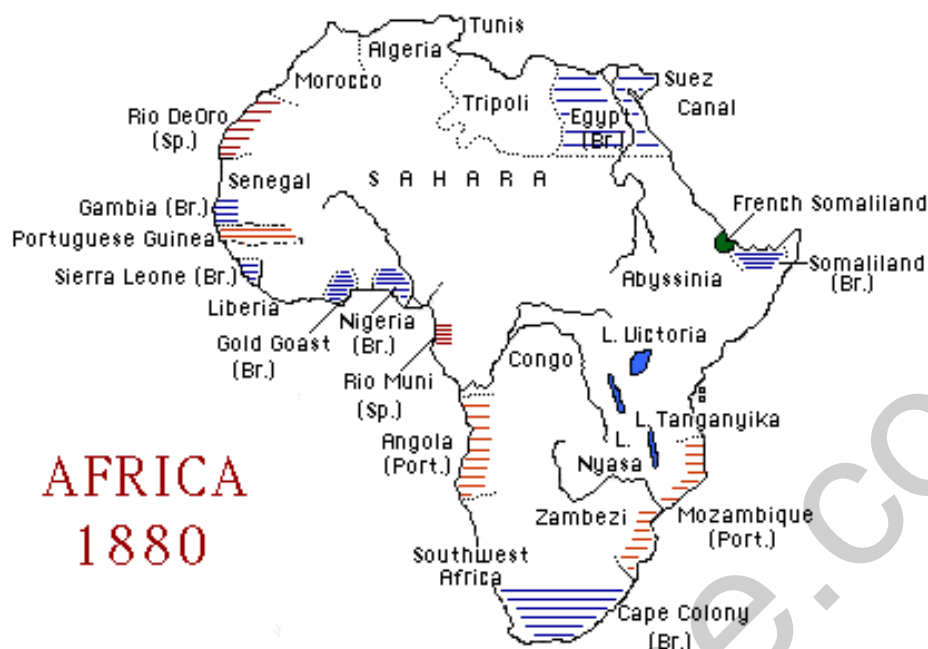 Tunis
Algeria
Morocco
Suez
Canal
Tripoli
Egypt
(Br.)
Rio DeOro
(Sp.)
Senegal
SAHARA
Gambia (Br.)
French Somaliland
Portuguese Guinea
Sierra Leone (Br.)
Abyssinia
Somaliland
(Br.)
Liberia
Gold Goast
(Br.)
Nigeria
(Br.)
L. Victoria
Congo
Rio Muni
(Sp.)
L. Tanganyika
Angola
(Port.)
L.
Nyasa
AFRICA
1880
Zambezi
Mozambique
(Port.)
Southwest
Africa
Cape Colony
(Br.)